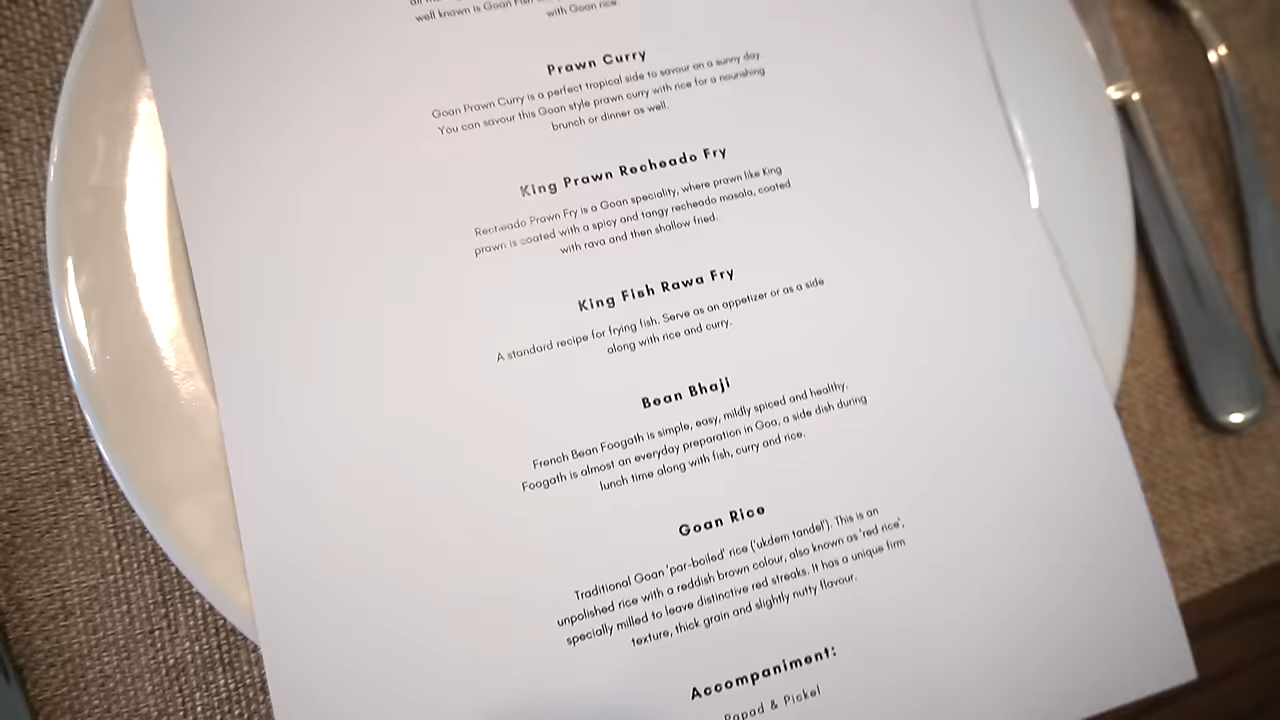 well known is Goan Fish
with Goan rice.
Prawn Curry
Goan Prawn Curry is a perfect tropical side to savour on a sunny day
You can savour this Goan style prawn curry with rice for a nourishing
brunch or dinner as well.
King Prawn Recheado Fry
Recheado Prawn Fry is a Goan speciality, where prawn like King
prawn is coated with a spicy and tangy recheado masala, coated
with rava and then shallow fried.
King Fish Rawa Fry
A standard recipe for frying fish. Serve as an appetizer or as a side
along with rice and curry.
Bean Bhaji
French Bean Foogath is simple, easy, mildly spiced and healthy.
Foogath is almost an everyday preparation in Goa, a side dish during
lunch time along with fish, curry and rice.
Goan Rice
Traditional Goan 'par-boiled' rice ('ukdem tandel'). This is an
unpolished rice with a reddish brown colour, also known as 'red rice',
specially milled to leave distinctive red streaks. It has a unique firm
texture, thick grain and slightly nutty flavour.
Accompaniment:
Papad & Pickel